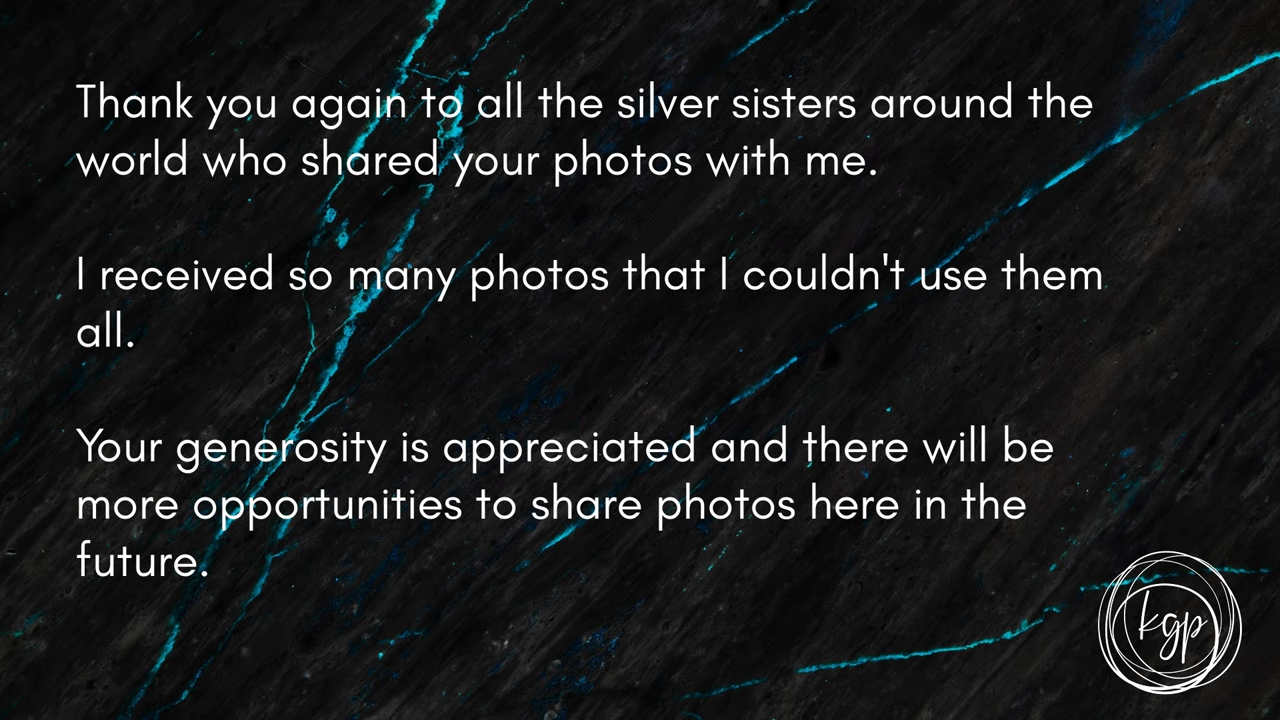 Thank you again to all the silver sisters around the
world who shared your photos with me.
I received so many photos that I couldn't use them
all.
Your generosity is appreciated and there will be
more opportunities to share photos here in the
future.
kgp